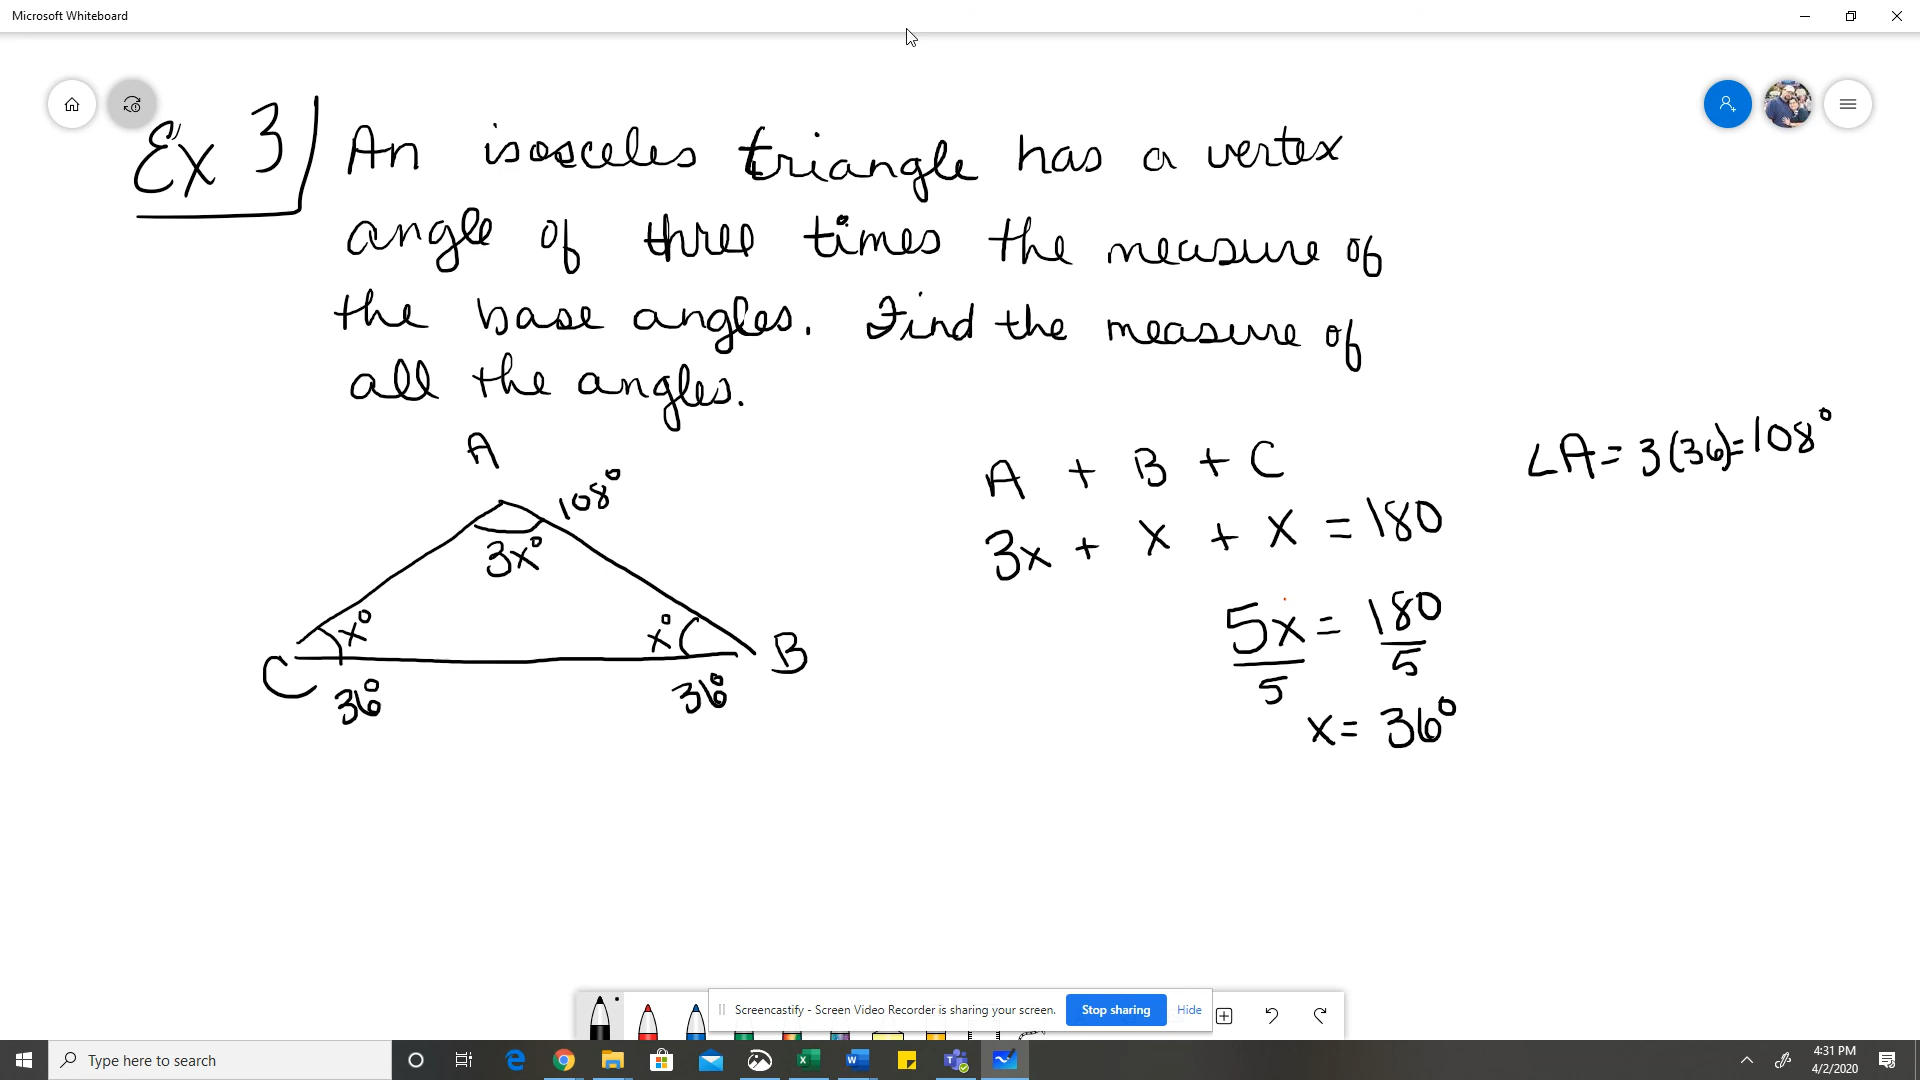 Microsoft Whiteboard
Ex 3
An isosceles triangle has a vertex
angle of three times the measure of
the base angles. Find the measure of
all the angles.
A
108°
3x°
x°
x°
C
B
36°
36°
A + B + C
3x + x + x = 180
5x = 180
5 5
x = 36°
∠A = 3(36) = 108°
Screencastify - Screen Video Recorder is sharing your screen.
Stop sharing
Hide
Type here to search
4:31 PM
4/2/2020